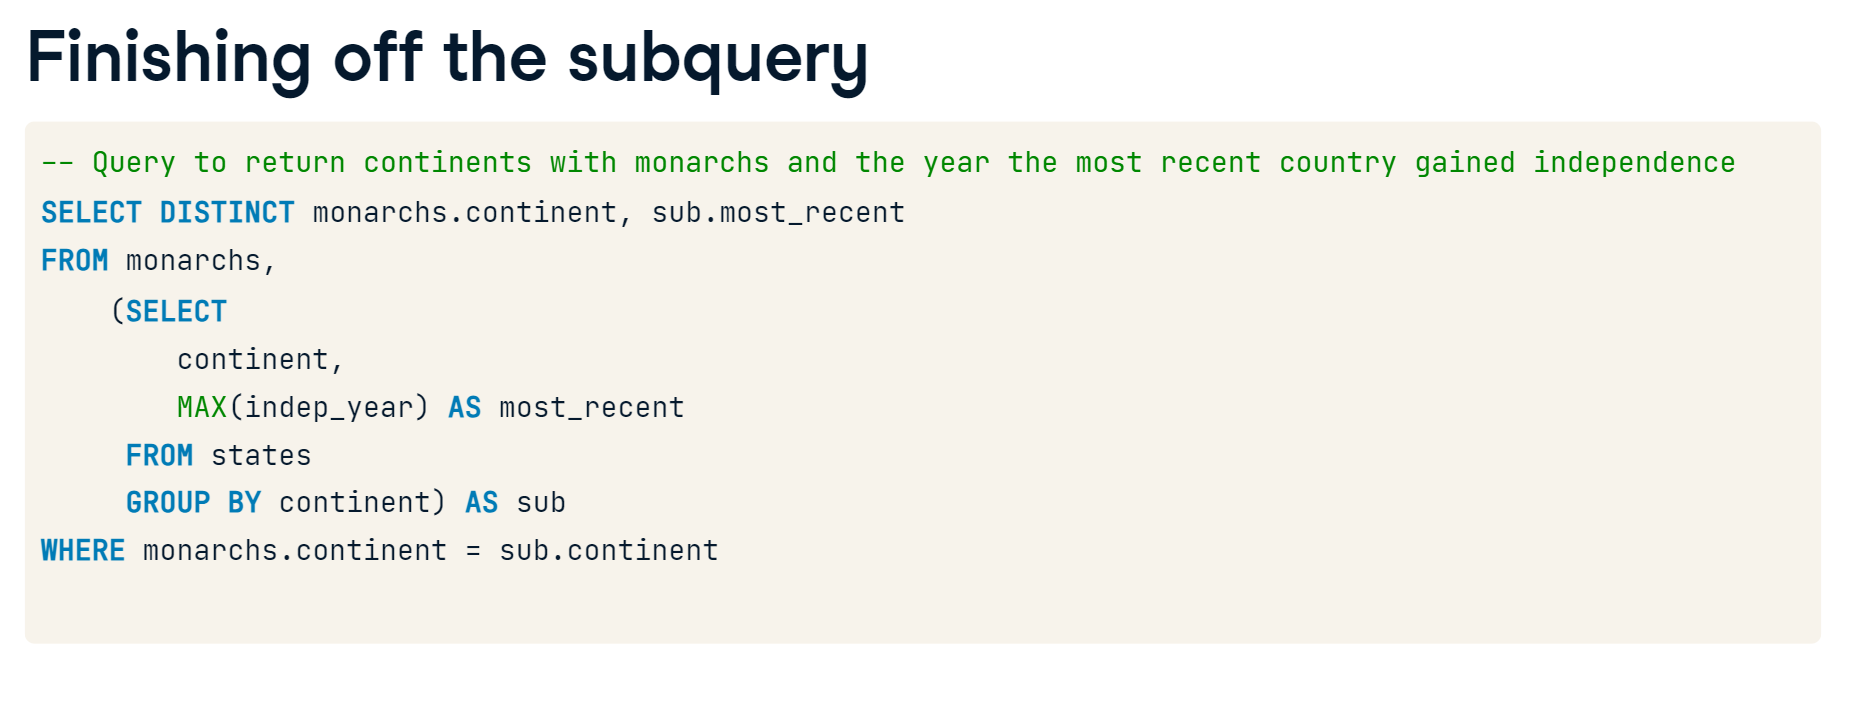 Finishing off the subquery
-- Query to return continents with monarchs and the year the most recent country gained independence
SELECT DISTINCT monarchs.continent, sub.most_recent
FROM monarchs,
(SELECT
continent,
MAX(indep_year) AS most_recent
FROM states
GROUP BY continent) AS sub
WHERE monarchs.continent = sub.continent